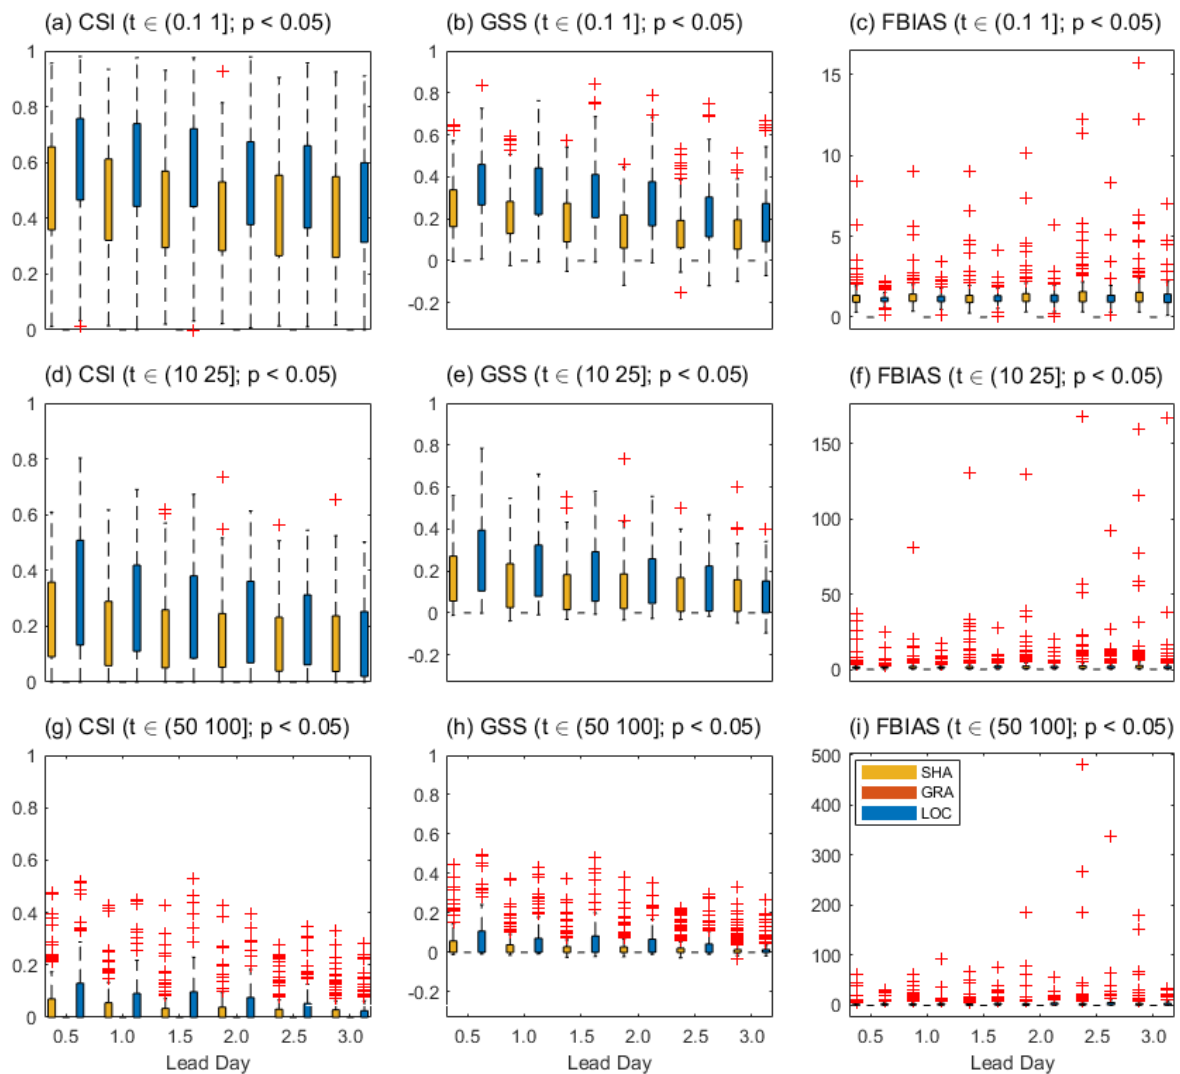 (a) CSI (t ∈ (0.1 1]; p < 0.05)
(b) GSS (t ∈ (0.1 1]; p < 0.05)
(c) FBIAS (t ∈ (0.1 1]; p < 0.05)
1
0.8
0.6
0.4
0.2
0
1
0.8
0.6
0.4
0.2
0
-0.2
15
10
5
0
(d) CSI (t ∈ (10 25]; p < 0.05)
(e) GSS (t ∈ (10 25]; p < 0.05)
(f) FBIAS (t ∈ (10 25]; p < 0.05)
1
0.8
0.6
0.4
0.2
0
1
0.8
0.6
0.4
0.2
0
-0.2
150
100
50
0
(g) CSI (t ∈ (50 100]; p < 0.05)
(h) GSS (t ∈ (50 100]; p < 0.05)
(i) FBIAS (t ∈ (50 100]; p < 0.05)
1
0.8
0.6
0.4
0.2
0
0.5 1.0 1.5 2.0 2.5 3.0
Lead Day
1
0.8
0.6
0.4
0.2
0
-0.2
0.5 1.0 1.5 2.0 2.5 3.0
Lead Day
500
400
300
200
100
0
SHA
GRA
LOC
0.5 1.0 1.5 2.0 2.5 3.0
Lead Day